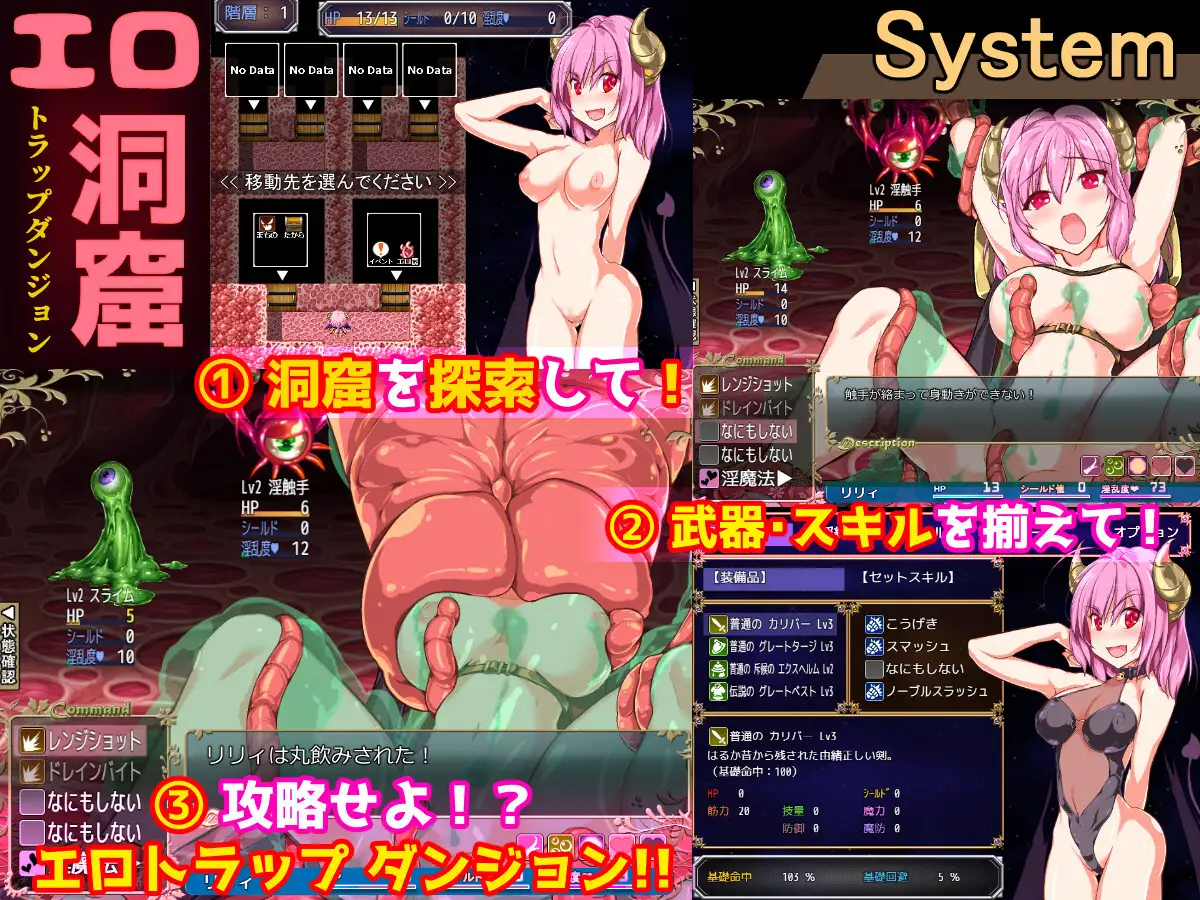 エロ
洞窟
トラップダンジョン
階層： 1
HP 13/13 シールド 0/10 淫乱度♥ 0
No Data No Data No Data No Data
<< 移動先を選んでください >>
まもの たから
イベント エロ罠
① 洞窟を探索して！
System
Lv2 淫触手
HP 6
シールド 0
淫乱度♥ 12
Lv2 スライム
HP 14
シールド 0
淫乱度♥ 10
Command
レンジショット
ドレインバイト
なにもしない
なにもしない
淫魔法▶
触手が絡まって身動きができない！
Description
リリィ HP 13 シールド値 0 淫乱度♥ 73
② 武器・スキルを揃えて！
オプション
【装備品】 【セットスキル】
普通の カリバー Lv3
普通の グレートタージ Lv3
普通の 斥候の エクスヘルム Lv2
伝説の グレートベスト Lv3
こうげき
スマッシュ
なにもしない
ノーブルスラッシュ
普通の カリバー Lv3
はるか昔から残された由緒正しい剣。
（基礎命中：100）
HP 0 シールド 0
筋力 20 技量 0 魔力 0
防御 0 魔防 0
基礎命中 103 % 基礎回避 5 %
Lv2 淫触手
HP 6
シールド 0
淫乱度♥ 12
Lv2 スライム
HP 5
シールド 0
淫乱度♥ 10
◀状態確認
Command
レンジショット
ドレインバイト
なにもしない
なにもしない
リリィは丸飲みされた！
③ 攻略せよ！？
エロトラップ ダンジョン!!